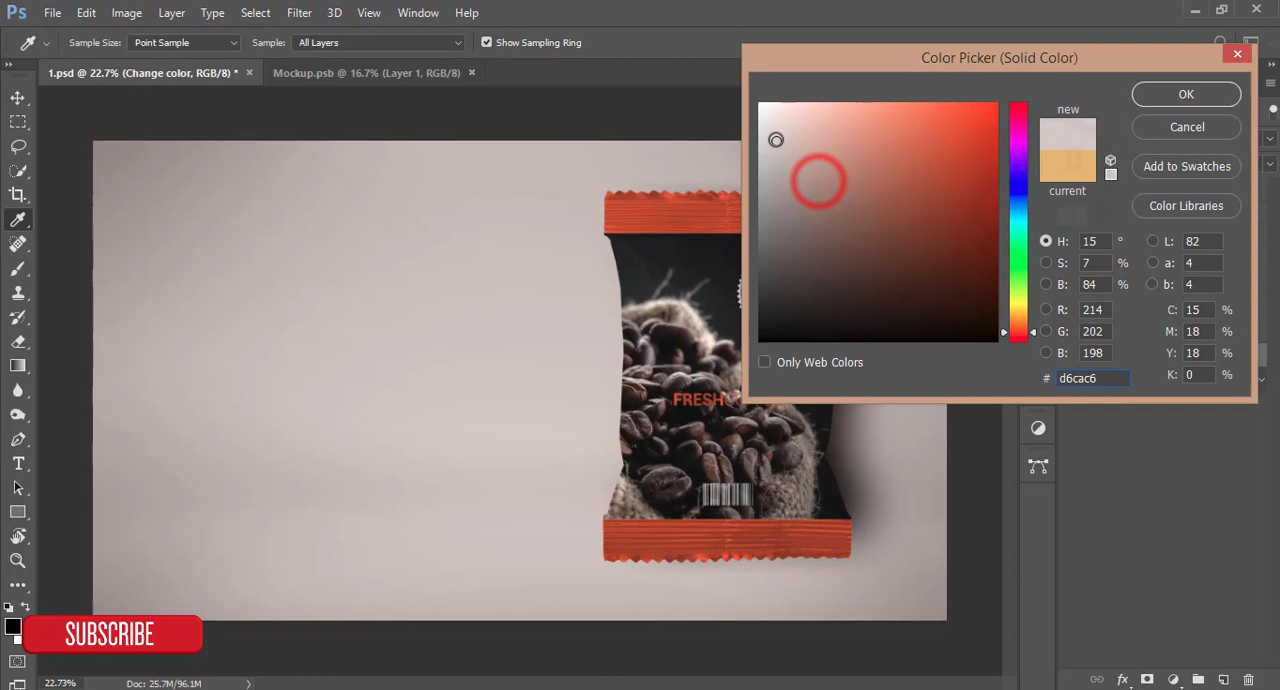 Ps File Edit Image Layer Type Select Filter 3D View Window Help
Sample Size: Point Sample Sample: All Layers Show Sampling Ring
1.psd @ 22.7% (Change color, RGB/8) * × Mockup.psb @ 16.7% (Layer 1, RGB/8) ×
Color Picker (Solid Color)
new
current
OK
Cancel
Add to Swatches
Color Libraries
H: 15 ° L: 82
S: 7 % a: 4
B: 84 % b: 4
R: 214 C: 15 %
G: 202 M: 18 %
B: 198 Y: 18 %
# d6cac6 K: 0 %
Only Web Colors
FRESH
SUBSCRIBE
22.73% Doc: 25.7M/96.1M